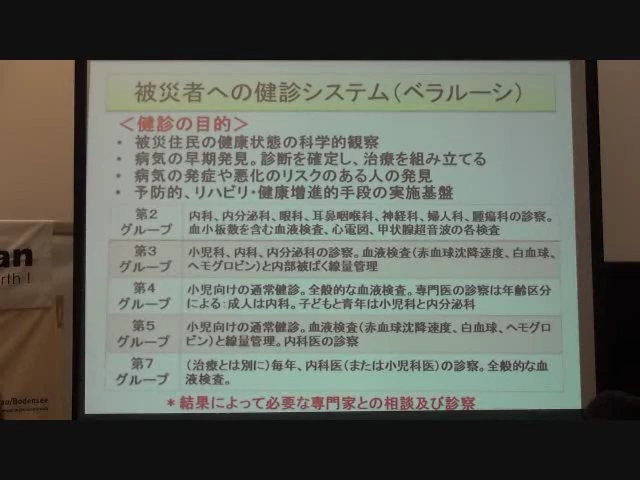 被災者への健診システム(ベラルーシ)
＜健診の目的＞
・ 被災住民の健康状態の科学的観察
・ 病気の早期発見。診断を確定し、治療を組み立てる
・ 病気の発症や悪化のリスクのある人の発見
・ 予防的、リハビリ・健康増進的手段の実施基盤
第2
グループ
内科、内分泌科、眼科、耳鼻咽喉科、神経科、婦人科、腫瘍科の診察。
血小板数を含む血液検査、心電図、甲状腺超音波の各検査
第3
グループ
小児科、内科、内分泌科の診察。血液検査(赤血球沈降速度、白血球、
ヘモグロビン)と内部被ばく線量管理
第4
グループ
小児向けの通常健診。全般的な血液検査。専門医の診察は年齢区分
による:成人は内科。子どもと青年は小児科と内分泌科
第5
グループ
小児向けの通常健診。血液検査(赤血球沈降速度、白血球、ヘモグロ
ビン)と線量管理。内科医の診察
第7
グループ
(治療とは別に)毎年、内科医(または小児科医)の診察。全般的な血
液検査。
＊結果によって必要な専門家との相談及び診察
an
rth !
au/Bodensee